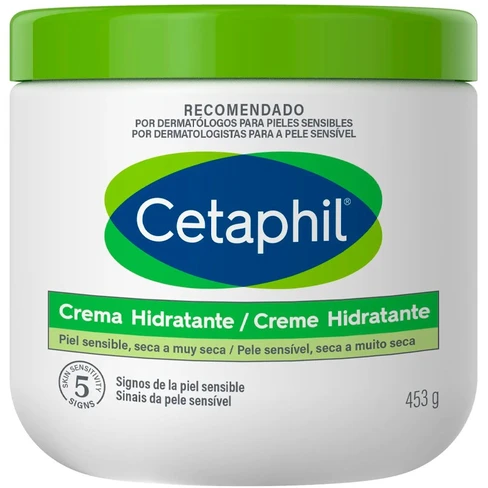 RECOMENDADO
POR DERMATÓLOGOS PARA PIELES SENSIBLES
POR DERMATOLOGISTAS PARA A PELE SENSÍVEL
Cetaphil®
Crema Hidratante / Creme Hidratante
Piel sensible, seca a muy seca / Pele sensível, seca a muito seca
SKIN SENSITIVITY
5
SIGNS
Signos de la piel sensible
Sinais da pele sensível
453 g